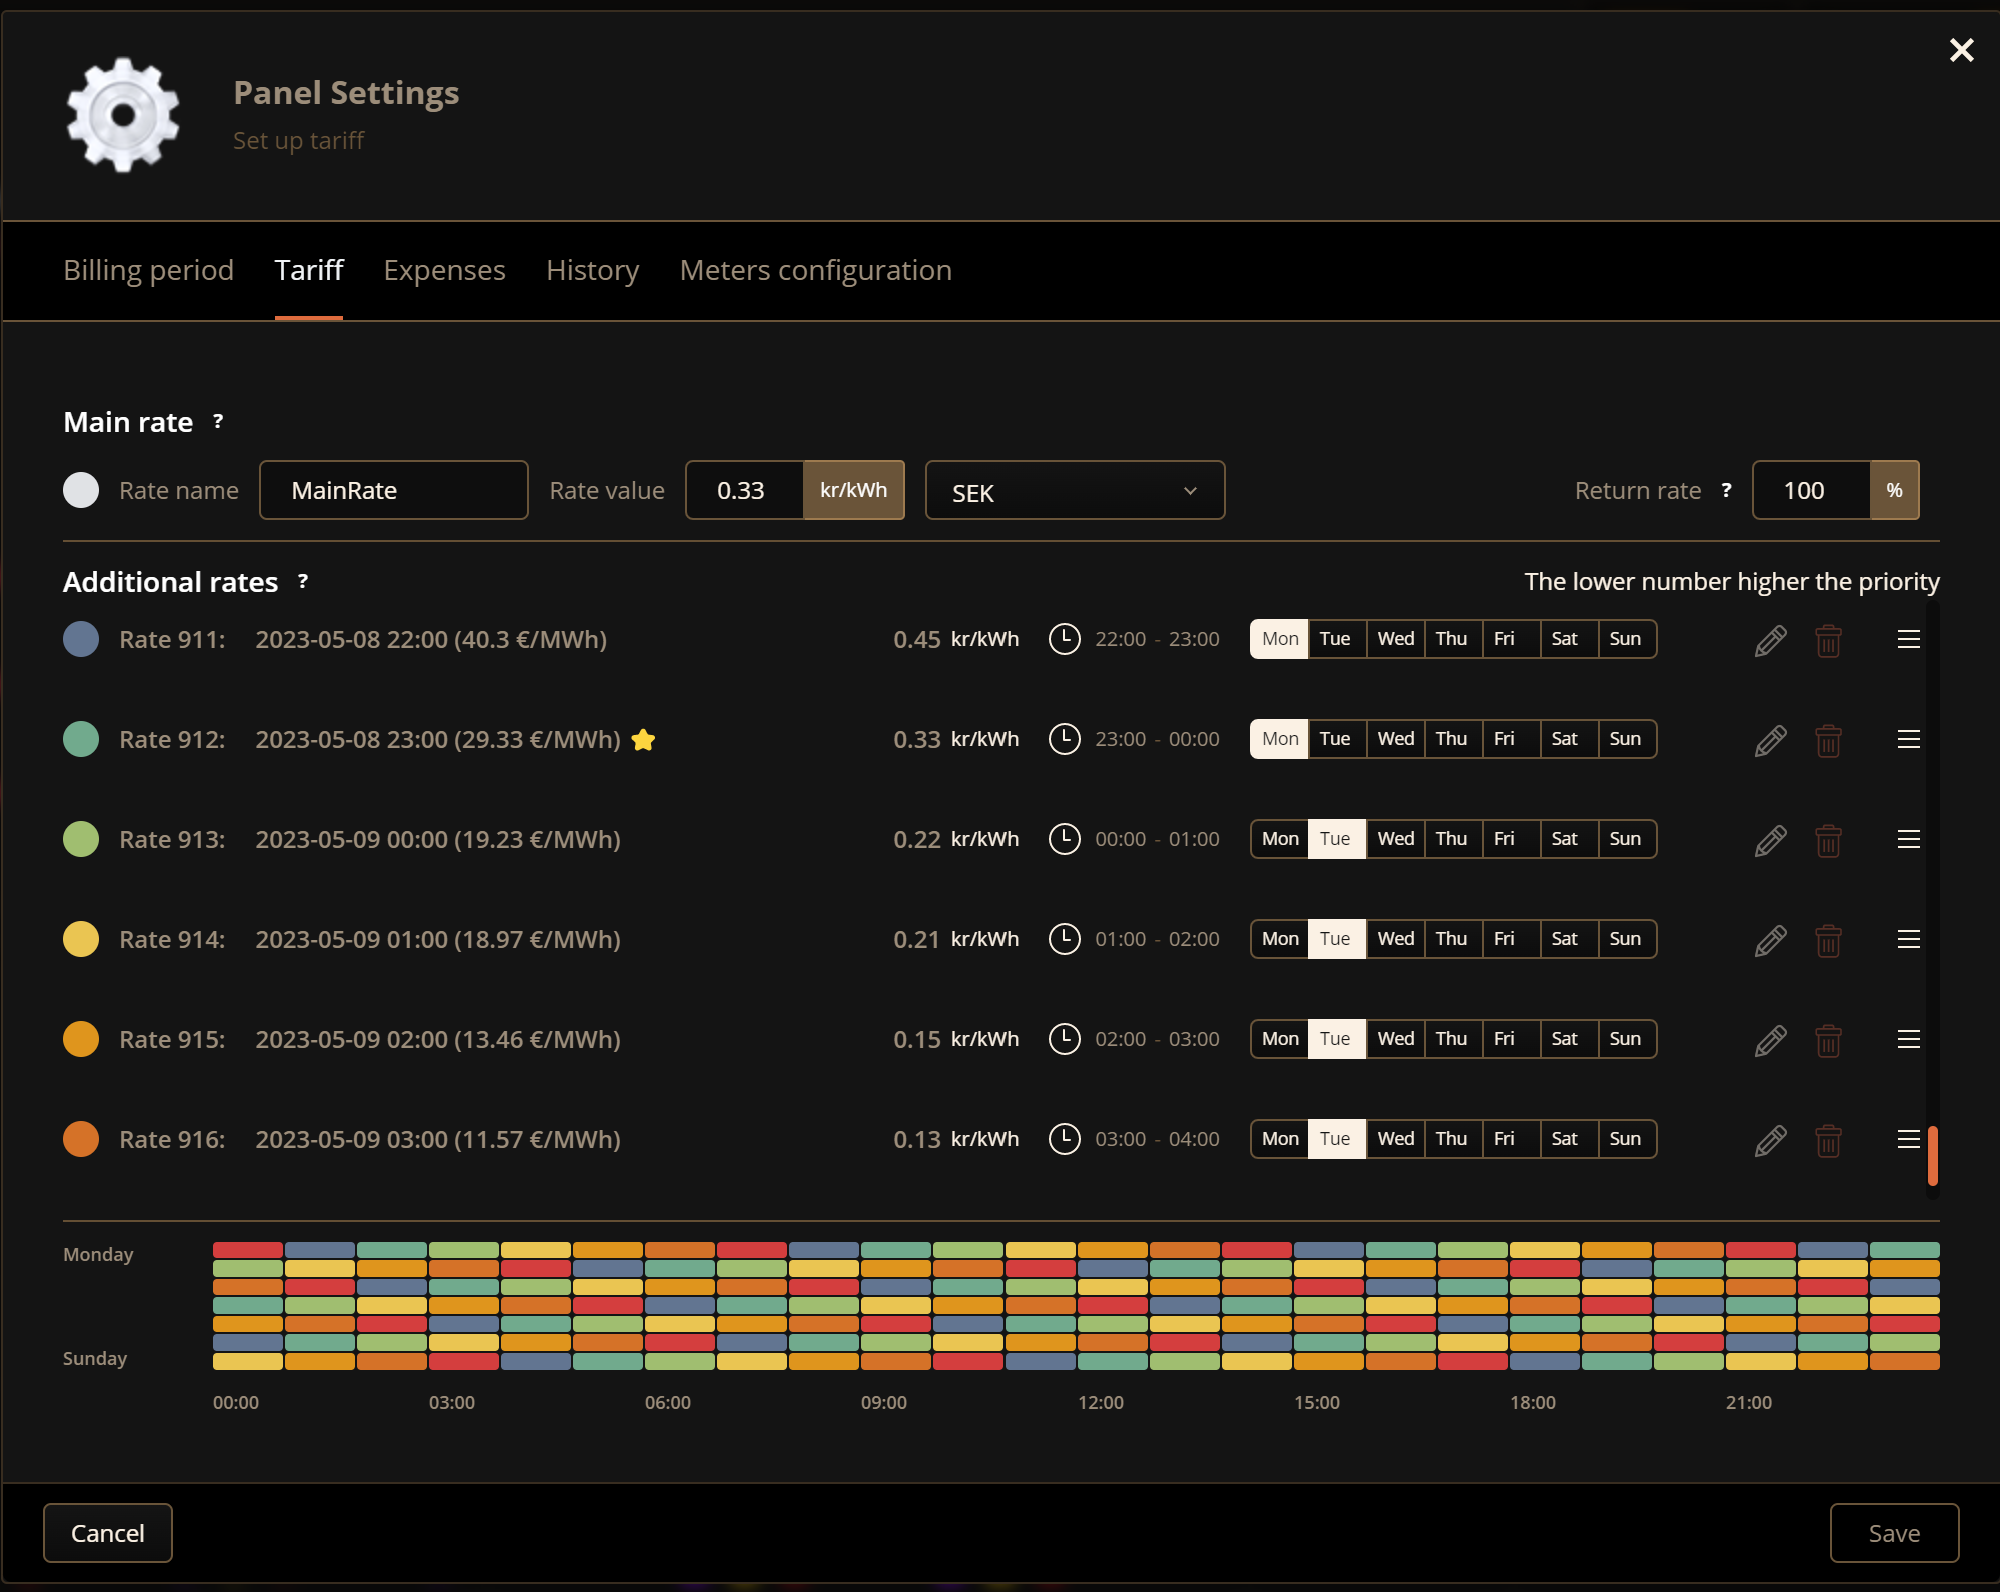 Panel Settings
Set up tariff
Billing period Tariff Expenses History Meters configuration
Main rate ?
Rate name MainRate Rate value 0.33 kr/kWh SEK Return rate ? 100 %
Additional rates ? The lower number higher the priority
Rate 911: 2023-05-08 22:00 (40.3 €/MWh) 0.45 kr/kWh 22:00 - 23:00 Mon Tue Wed Thu Fri Sat Sun
Rate 912: 2023-05-08 23:00 (29.33 €/MWh) 0.33 kr/kWh 23:00 - 00:00 Mon Tue Wed Thu Fri Sat Sun
Rate 913: 2023-05-09 00:00 (19.23 €/MWh) 0.22 kr/kWh 00:00 - 01:00 Mon Tue Wed Thu Fri Sat Sun
Rate 914: 2023-05-09 01:00 (18.97 €/MWh) 0.21 kr/kWh 01:00 - 02:00 Mon Tue Wed Thu Fri Sat Sun
Rate 915: 2023-05-09 02:00 (13.46 €/MWh) 0.15 kr/kWh 02:00 - 03:00 Mon Tue Wed Thu Fri Sat Sun
Rate 916: 2023-05-09 03:00 (11.57 €/MWh) 0.13 kr/kWh 03:00 - 04:00 Mon Tue Wed Thu Fri Sat Sun
Monday
Sunday
00:00 03:00 06:00 09:00 12:00 15:00 18:00 21:00
Cancel Save